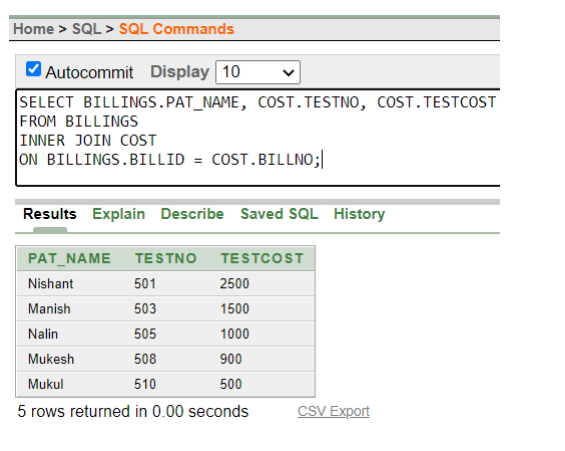 Home > SQL > SQL Commands
Autocommit Display 10
SELECT BILLINGS.PAT_NAME, COST.TESTNO, COST.TESTCOST
FROM BILLINGS
INNER JOIN COST
ON BILLINGS.BILLID = COST.BILLNO;
Results Explain Describe Saved SQL History
PAT_NAME TESTNO TESTCOST
Nishant 501 2500
Manish 503 1500
Nalin 505 1000
Mukesh 508 900
Mukul 510 500
5 rows returned in 0.00 seconds CSV Export